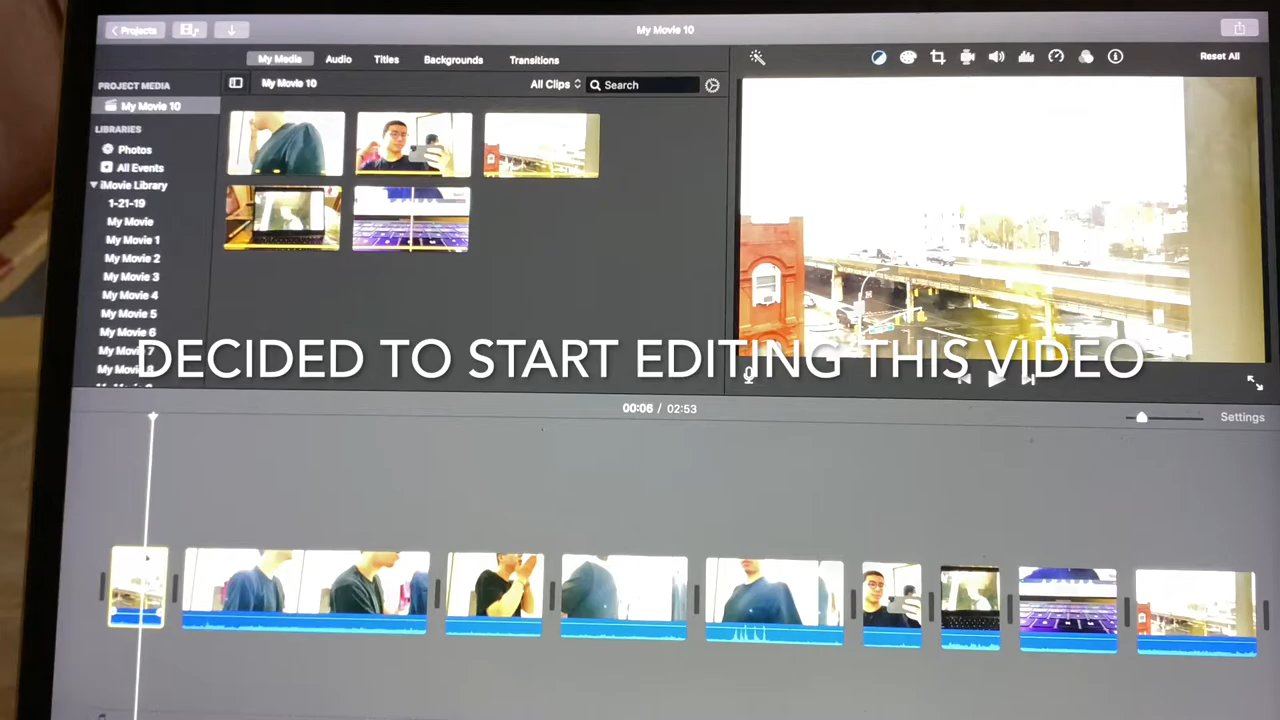 Projects
My Movie 10
My Media Audio Titles Backgrounds Transitions
Reset All
PROJECT MEDIA
My Movie 10
All Clips
Search
My Movie 10
LIBRARIES
Photos
All Events
iMovie Library
1-21-19
My Movie
My Movie 1
My Movie 2
My Movie 3
My Movie 4
My Movie 5
My Movie 6
DECIDED TO START EDITING THIS VIDEO
00:06 / 02:53
Settings